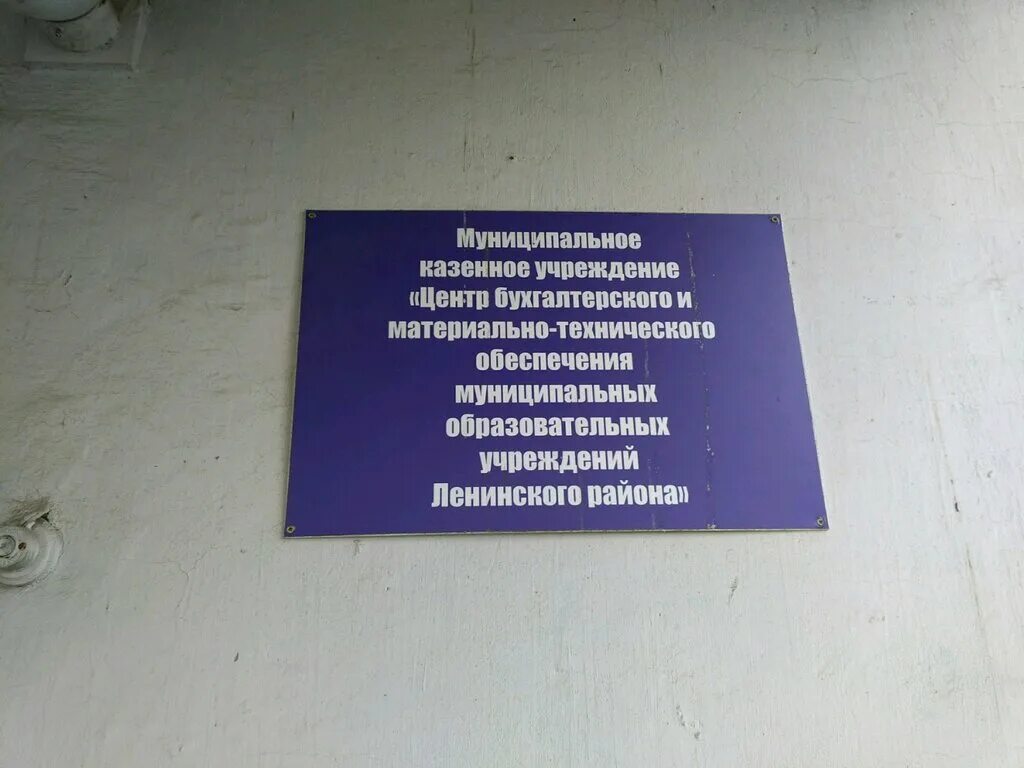 Муниципальное
казенное учреждение
«Центр бухгалтерского и
материально-технического
обеспечения
муниципальных
образовательных
учреждений
Ленинского района»